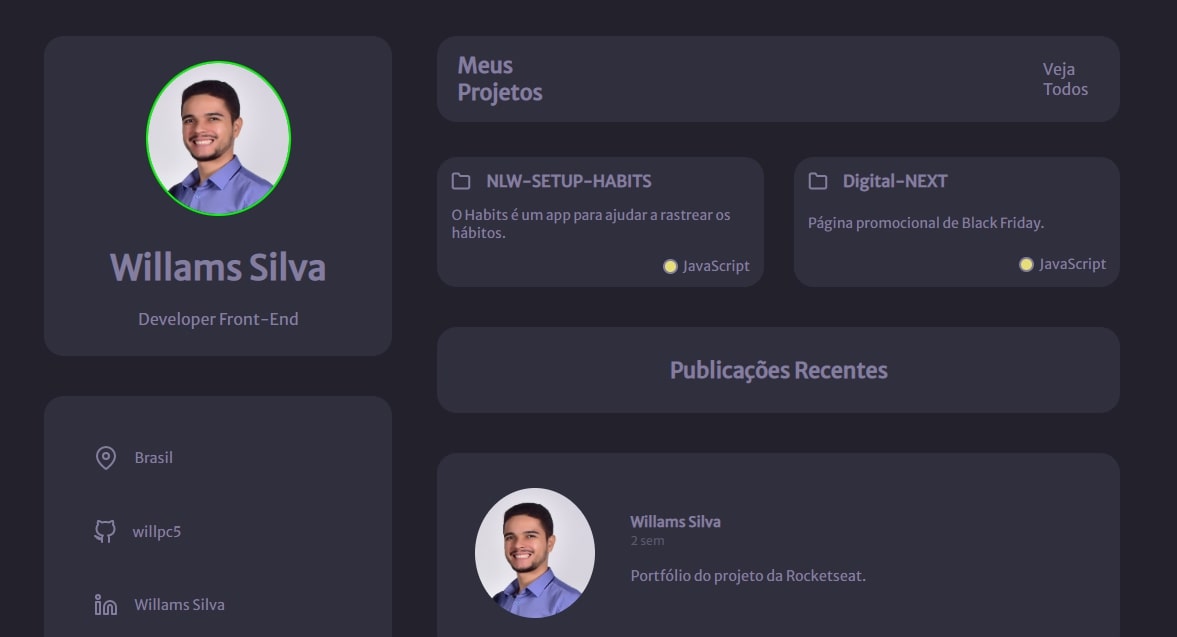 Willams Silva
Developer Front-End
Brasil
willpc5
Willams Silva
Meus
Projetos
Veja
Todos
NLW-SETUP-HABITS
O Habits é um app para ajudar a rastrear os
hábitos.
JavaScript
Digital-NEXT
Página promocional de Black Friday.
JavaScript
Publicações Recentes
Willams Silva
2 sem
Portfólio do projeto da Rocketseat.